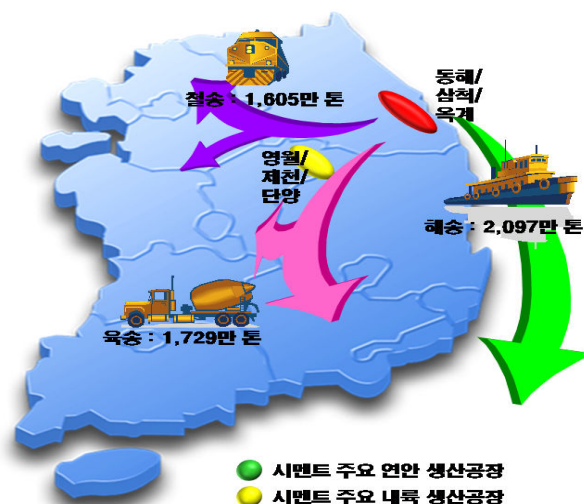 철송 : 1,605만 톤
동해/
삼척/
옥계
영월/
제천/
단양
해송 : 2,097만 톤
육송 : 1,729만 톤
시멘트 주요 연안 생산공장
시멘트 주요 내륙 생산공장